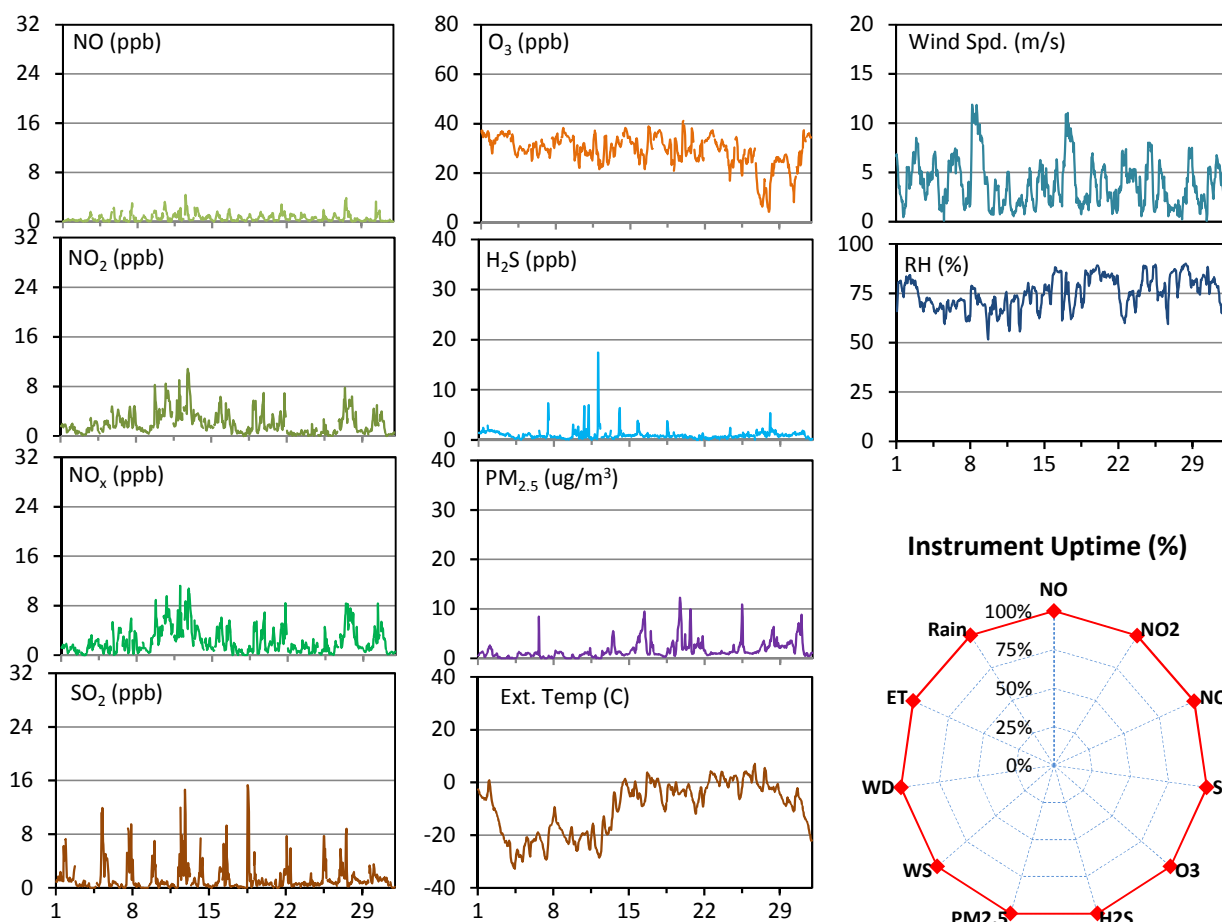 32
24
16
8
0
NO (ppb)
32
24
16
8
0
NO₂ (ppb)
32
24
16
8
0
NOₓ (ppb)
32
24
16
8
0
SO₂ (ppb)
1 8 15 22 29
80
60
40
20
0
O₃ (ppb)
40
30
20
10
0
H₂S (ppb)
40
30
20
10
0
PM₂.₅ (ug/m³)
40
20
0
-20
-40
Ext. Temp (C)
1 8 15 22 29
20
15
10
5
0
Wind Spd. (m/s)
100
75
50
25
0
RH (%)
1 8 15 22 29
Instrument Uptime (%)
NO
100%
75%
50%
25%
0%
NO2
O3
H2S
PM2.5
WS
WD
ET
Rain